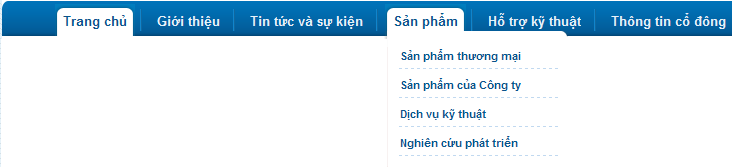 Trang chủ Giới thiệu Tin tức và sự kiện Sản phẩm Hỗ trợ kỹ thuật Thông tin cổ đông
Sản phẩm thương mại
Sản phẩm của Công ty
Dịch vụ kỹ thuật
Nghiên cứu phát triển